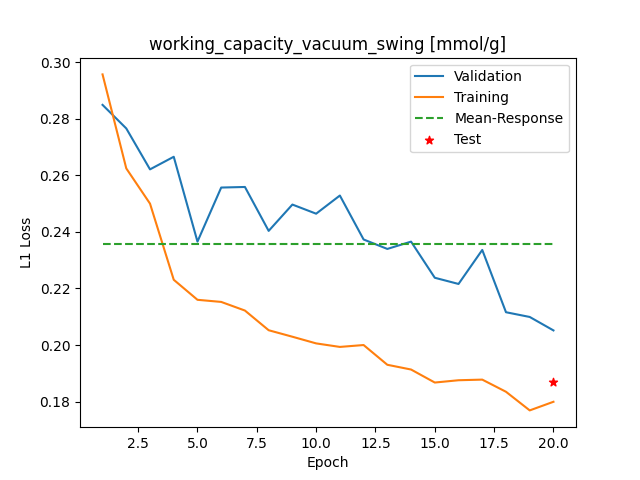 working_capacity_vacuum_swing [mmol/g]
Validation
Training
Mean-Response
Test
L1 Loss
0.30
0.28
0.26
0.24
0.22
0.20
0.18
2.5 5.0 7.5 10.0 12.5 15.0 17.5 20.0
Epoch